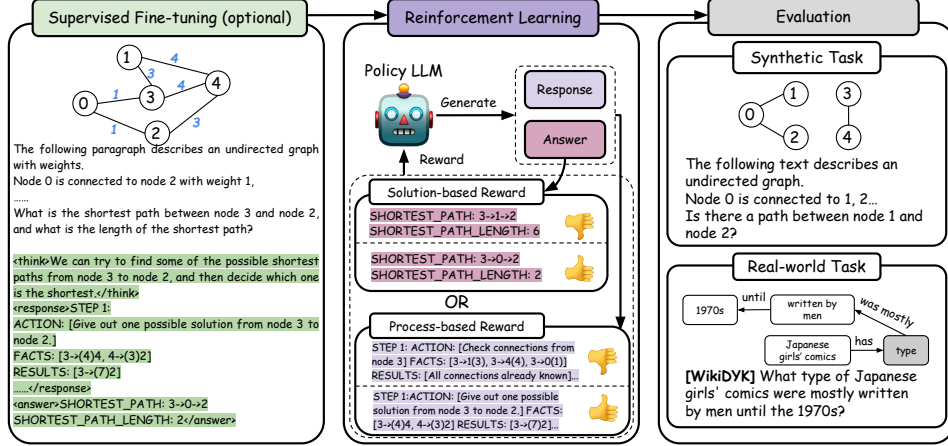 Supervised Fine-tuning (optional)
1
4
3
4
4
0
1
3
1
2
3
The following paragraph describes an undirected graph
with weights.
Node 0 is connected to node 2 with weight 1,
......
What is the shortest path between node 3 and node 2,
and what is the length of the shortest path?
<think>We can try to find some of the possible shortest
paths from node 3 to node 2, and then decide which one
is the shortest.</think>
<response>STEP 1:
ACTION: [Give out one possible solution from node 3 to
node 2.]
FACTS: [3->(4)4, 4->(3)2]
RESULTS: [3->(7)2]
......</response>
<answer>SHORTEST_PATH: 3->0->2
SHORTEST_PATH_LENGTH: 2</answer>
Reinforcement Learning
Policy LLM
Generate
Response
Answer
Reward
Solution-based Reward
SHORTEST_PATH: 3->1->2
SHORTEST_PATH_LENGTH: 6
SHORTEST_PATH: 3->0->2
SHORTEST_PATH_LENGTH: 2
OR
Process-based Reward
STEP 1: ACTION: [Check connections from
node 3] FACTS: [3->1(3), 3->4(4), 3->0(1)]
RESULTS: [All connections already known]...
STEP 1:ACTION: [Give out one possible
solution from node 3 to node 2.] FACTS:
[3->(4)4, 4->(3)2] RESULTS: [3->(7)2]...
Evaluation
Synthetic Task
0
1
2
3
4
The following text describes an
undirected graph.
Node 0 is connected to 1, 2...
Is there a path between node 1 and
node 2?
Real-world Task
1970s
until
written by
men
was mostly
Japanese
girls' comics
has
type
[WikiDYK] What type of Japanese
girls' comics were mostly written
by men until the 1970s?